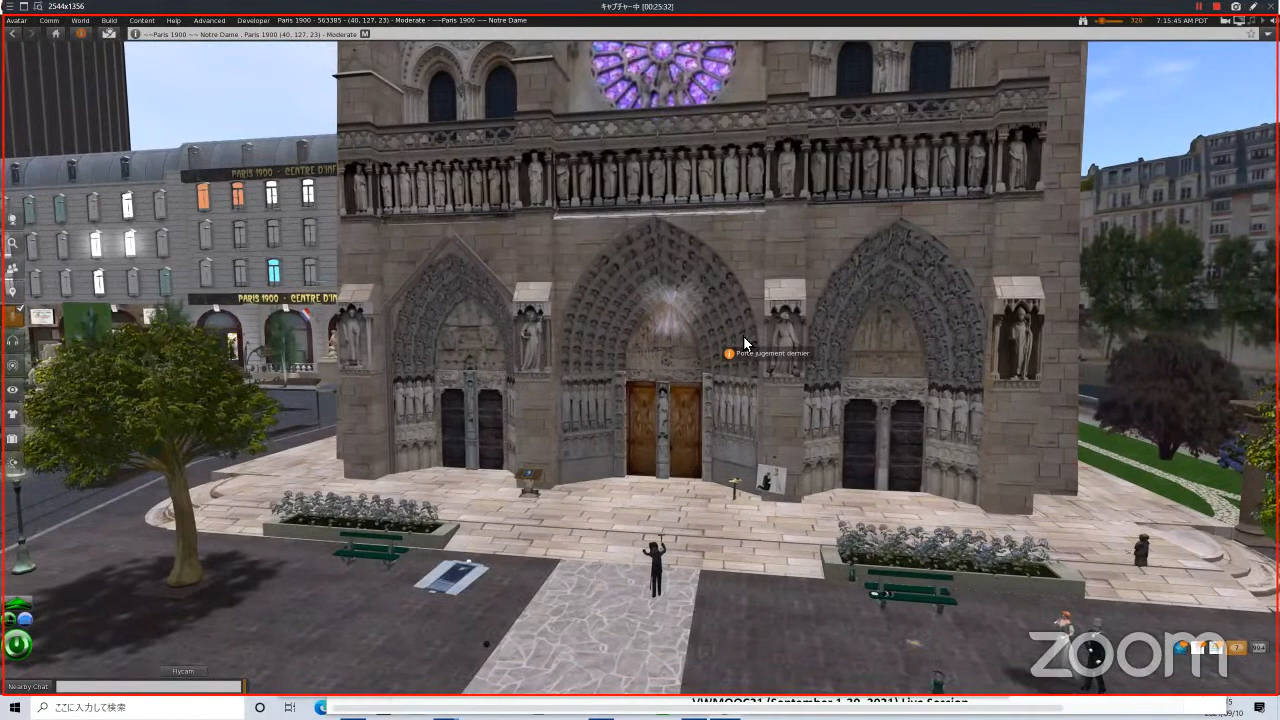 2544x1356
キャプチャー中 [00:25:32]
Avatar Comm World Build Content Help Advanced Developer Paris 1900 - 563385 - (40, 127, 23) - Moderate - ~~Paris 1900 ~~ Notre Dame
320 7:15:45 AM PDT
~~Paris 1900 ~~ Notre Dame , Paris 1900 (40, 127, 23) - Moderate M
PARIS 1900 - CENTRE D'INF
PARIS 1900 - CENTRE D'INF
Porte jugement dernier
zoom
Flycam
Nearby Chat
ここに入力して検索
VWMOOC21 (September 1-30, 2021) Live Session